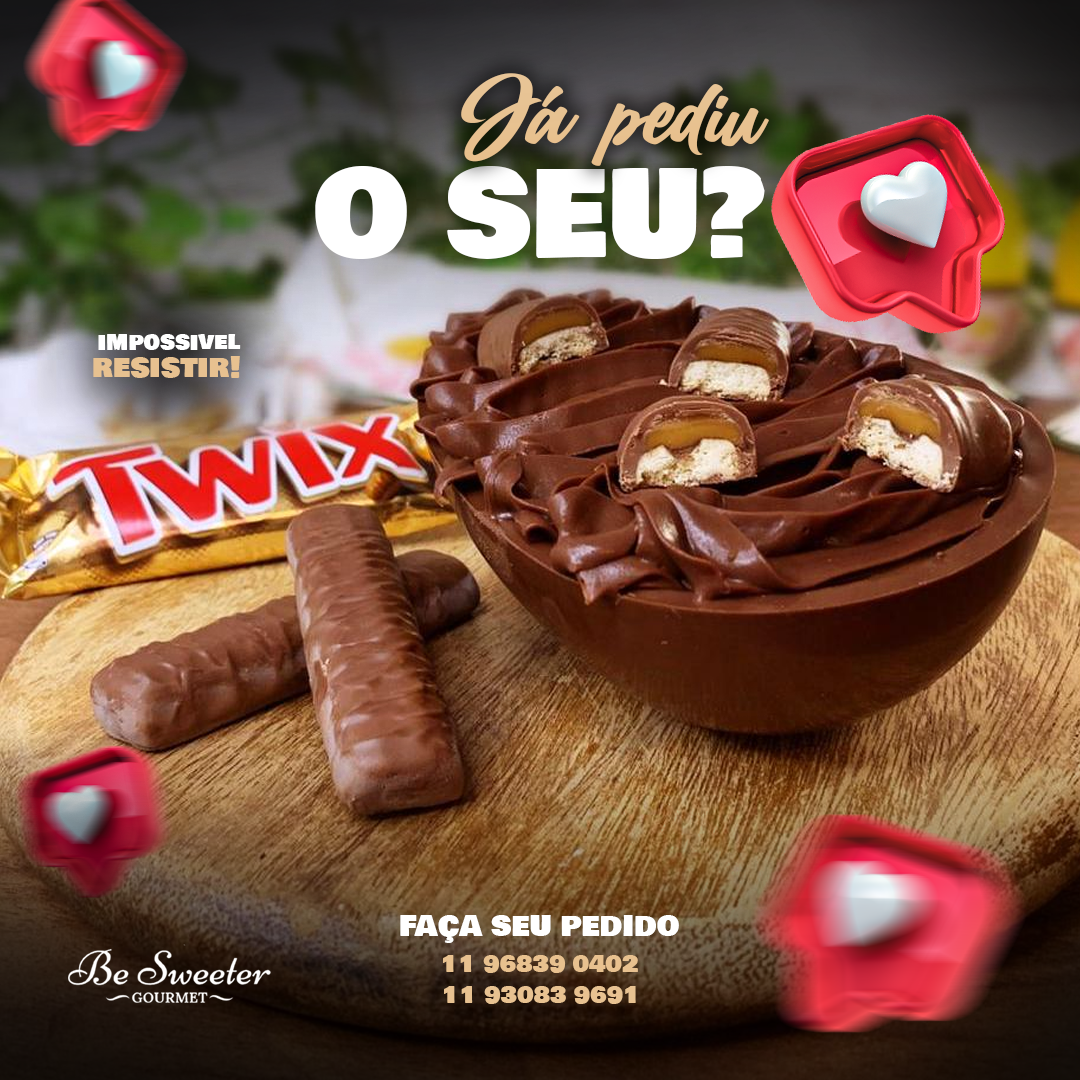 Já pediu
O SEU?
IMPOSSIVEL
RESISTIR!
TWIX
FAÇA SEU PEDIDO
11 96839 0402
11 93083 9691
Be Sweeter
GOURMET